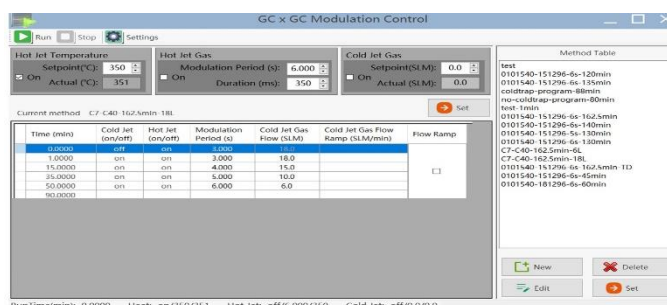 GC x GC Modulation Control
Run Stop Settings
Hot Jet Temperature Hot Jet Gas Cold Jet Gas
Setpoint(℃): 350 Modulation Period (s): 6.000 Setpoint(SLM): 0.0
On Actual (℃): 351 On Duration (ms): 350 On Actual (SLM): 0.0
Current method C7-C40-162.5min-18L Set
Time (min) Cold Jet (on/off) Hot Jet (on/off) Modulation Period (s) Cold Jet Gas Flow (SLM) Cold Jet Gas Flow Ramp (SLM/min) Flow Ramp
0.0000 off on 3.000 18.0
1.0000 on on 3.000 18.0
15.0000 on on 4.000 15.0
35.0000 on on 5.000 10.0
50.0000 on on 6.000 6.0
90.0000
Method Table
test
0101540-151296-6s-120min
0101540-151296-6s-135min
coldtrap-program-88min
no-coldtrap-program-80min
test-1min
0101540-151296-6s-162.5min
0101540-151296-6s-140min
0101540-151296-5s-130min
0101540-151296-6s-130min
C7-C40-162.5min-6L
C7-C40-162.5min-18L
0101540-151296-6s-162.5min-TD
0101540-151296-6s-45min
0101540-181296-6s-60min
New Delete
Edit Set